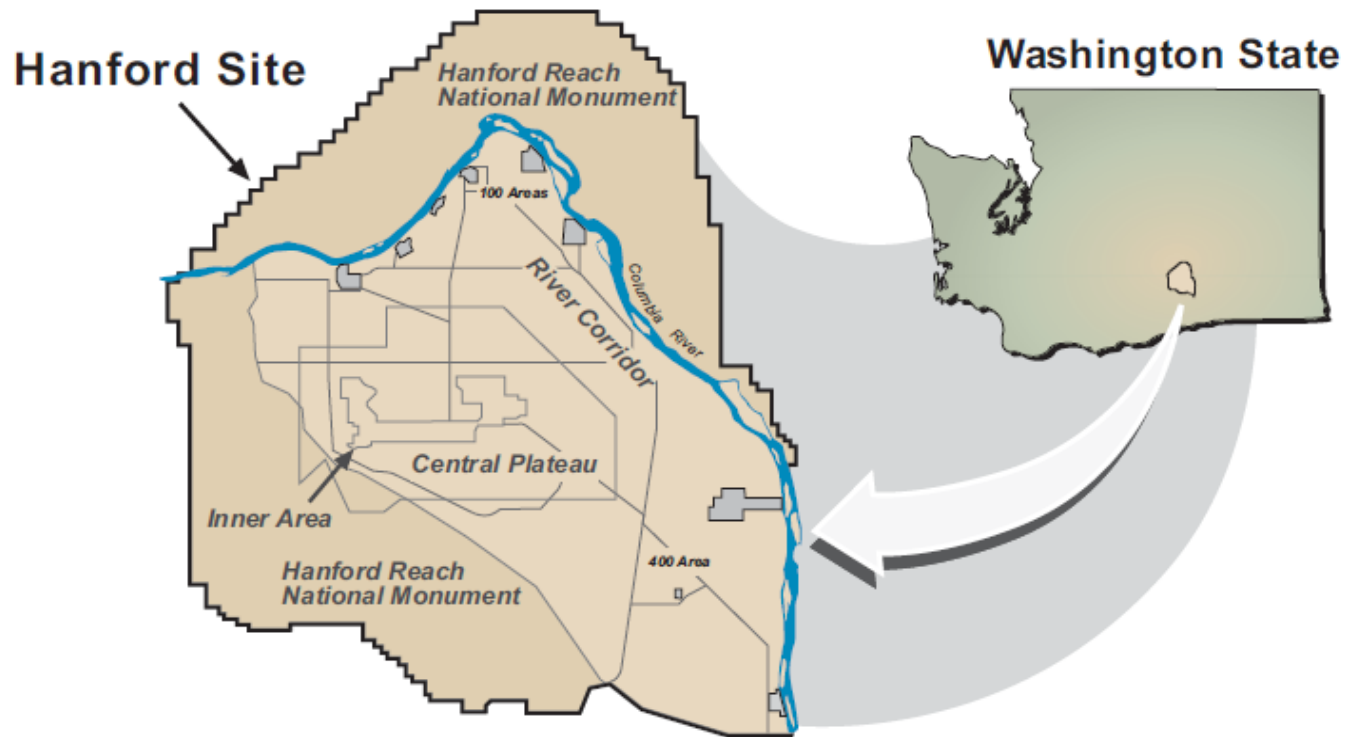 Hanford Site
Hanford Reach
National Monument
100 Areas
River Corridor
Columbia River
Central Plateau
Inner Area
Hanford Reach
National Monument
400 Area
Washington State